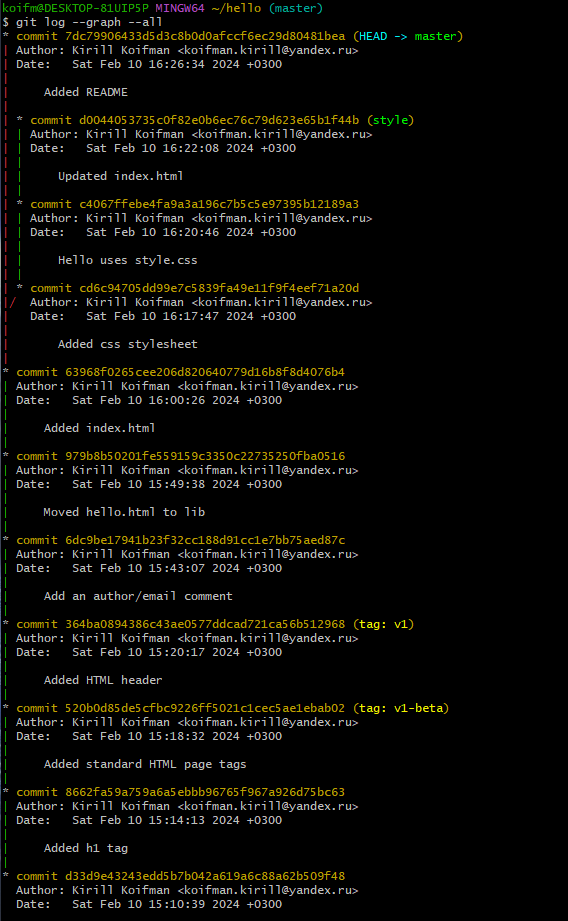 koifm@DESKTOP-81UIP5P MINGW64 ~/hello (master)
$ git log --graph --all
* commit 7dc79906433d5d3c8b0d0afccf6ec29d80481bea (HEAD -> master)
| Author: Kirill Koifman <koifman.kirill@yandex.ru>
| Date:   Sat Feb 10 16:26:34 2024 +0300
|
|     Added README
|
| * commit d0044053735c0f82e0b6ec76c79d623e65b1f44b (style)
| | Author: Kirill Koifman <koifman.kirill@yandex.ru>
| | Date:   Sat Feb 10 16:22:08 2024 +0300
| |
| |     Updated index.html
| |
| * commit c4067ffebe4fa9a3a196c7b5c5e97395b12189a3
| | Author: Kirill Koifman <koifman.kirill@yandex.ru>
| | Date:   Sat Feb 10 16:20:46 2024 +0300
| |
| |     Hello uses style.css
| |
| * commit cd6c94705dd99e7c5839fa49e11f9f4eef71a20d
|/  Author: Kirill Koifman <koifman.kirill@yandex.ru>
|   Date:   Sat Feb 10 16:17:47 2024 +0300
|
|       Added css stylesheet
|
* commit 63968f0265cee206d820640779d16b8f8d4076b4
| Author: Kirill Koifman <koifman.kirill@yandex.ru>
| Date:   Sat Feb 10 16:00:26 2024 +0300
|
|     Added index.html
|
* commit 979b8b50201fe559159c3350c22735250fba0516
| Author: Kirill Koifman <koifman.kirill@yandex.ru>
| Date:   Sat Feb 10 15:49:38 2024 +0300
|
|     Moved hello.html to lib
|
* commit 6dc9be17941b23f32cc188d91cc1e7bb75aed87c
| Author: Kirill Koifman <koifman.kirill@yandex.ru>
| Date:   Sat Feb 10 15:43:07 2024 +0300
|
|     Add an author/email comment
|
* commit 364ba0894386c43ae0577ddcad721ca56b512968 (tag: v1)
| Author: Kirill Koifman <koifman.kirill@yandex.ru>
| Date:   Sat Feb 10 15:20:17 2024 +0300
|
|     Added HTML header
|
* commit 520b0d85de5cfbc9226ff5021c1cec5ae1ebab02 (tag: v1-beta)
| Author: Kirill Koifman <koifman.kirill@yandex.ru>
| Date:   Sat Feb 10 15:18:32 2024 +0300
|
|     Added standard HTML page tags
|
* commit 8662fa59a759a6a5ebbb96765f967a926d75bc63
| Author: Kirill Koifman <koifman.kirill@yandex.ru>
| Date:   Sat Feb 10 15:14:13 2024 +0300
|
|     Added h1 tag
|
* commit d33d9e43243edd5b7b042a619a6c88a62b509f48
  Author: Kirill Koifman <koifman.kirill@yandex.ru>
  Date:   Sat Feb 10 15:10:39 2024 +0300